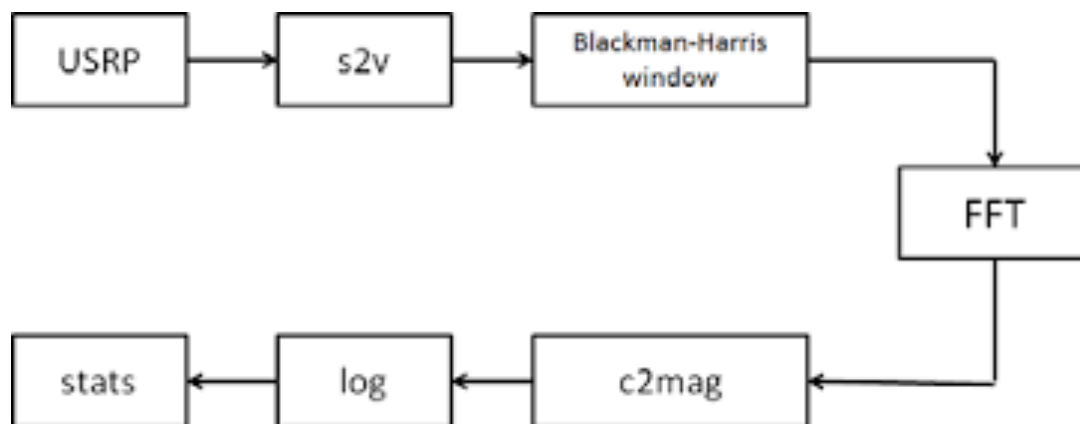 USRP
s2v
Blackman-Harris
window
FFT
c2mag
log
stats